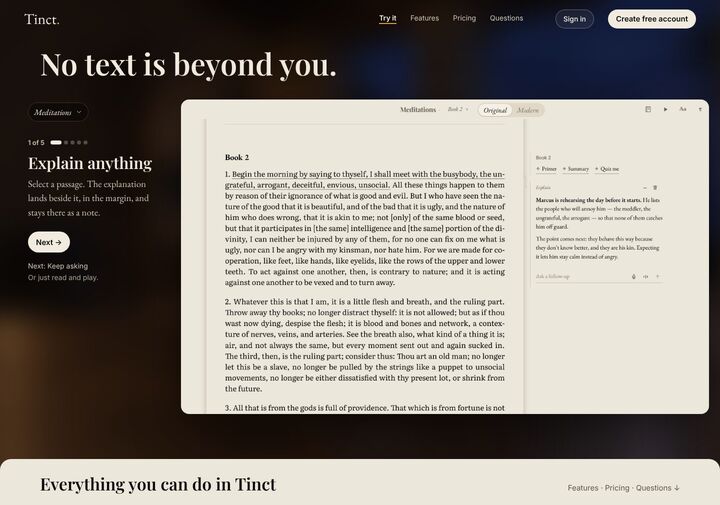 Tinct.
Try it
Features
Pricing
Questions
Sign in
Create free account
No text is beyond you.
Meditations
1 of 5
Explain anything
Select a passage. The explanation
lands beside it, in the margin, and
stays there as a note.
Next →
Next: Keep asking
Or just read and play.
Meditations · Book 2
Original
Modern
Aa
Book 2
1. Begin the morning by saying to thyself, I shall meet with the busybody, the un-
grateful, arrogant, deceitful, envious, unsocial. All these things happen to them
by reason of their ignorance of what is good and evil. But I who have seen the na-
ture of the good that it is beautiful, and of the bad that it is ugly, and the nature of
him who does wrong, that it is akin to me; not [only] of the same blood or seed,
but that it participates in [the same] intelligence and [the same] portion of the di-
vinity, I can neither be injured by any of them, for no one can fix on me what is
ugly, nor can I be angry with my kinsman, nor hate him. For we are made for co-
operation, like feet, like hands, like eyelids, like the rows of the upper and lower
teeth. To act against one another, then, is contrary to nature; and it is acting
against one another to be vexed and to turn away.
2. Whatever this is that I am, it is a little flesh and breath, and the ruling part.
Throw away thy books; no longer distract thyself: it is not allowed; but as if thou
wast now dying, despise the flesh; it is blood and bones and network, a contex-
ture of nerves, veins, and arteries. See the breath also, what kind of a thing it is;
air, and not always the same, but every moment sent out and again sucked in.
The third, then, is the ruling part; consider thus: Thou art an old man; no longer
let this be a slave, no longer be pulled by the strings like a puppet to unsocial
movements, no longer be either dissatisfied with thy present lot, or shrink from
the future.
3. All that is from the gods is full of providence. That which is from fortune is not
Book 2
+ Primer
+ Summary
+ Quiz me
Explain
Marcus is rehearsing the day before it starts. He lists
the people who will annoy him — the meddler, the
ungrateful, the arrogant — so that none of them catches
him off guard.
The point comes next: they behave this way because
they don't know better, and they are his kin. Expecting
it lets him stay calm instead of angry.
Ask a follow-up
Everything you can do in Tinct
Features · Pricing · Questions ↓